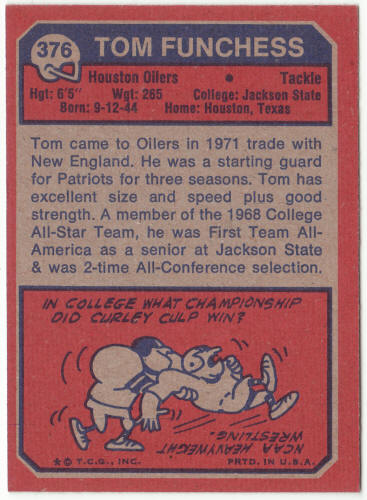 376 TOM FUNCHESS
Houston Oilers • Tackle
Hgt: 6'5" Wgt: 265 College: Jackson State
Born: 9-12-44 Home: Houston, Texas
Tom came to Oilers in 1971 trade with
New England. He was a starting guard
for Patriots for three seasons. Tom has
excellent size and speed plus good
strength. A member of the 1968 College
All-Star Team, he was First Team All-
America as a senior at Jackson State
& was 2-time All-Conference selection.
IN COLLEGE WHAT CHAMPIONSHIP
DID CURLEY CULP WIN?
NCAA HEAVYWEIGHT
WRESTLING.
* © T.C.G., INC. PRTD. IN U.S.A.